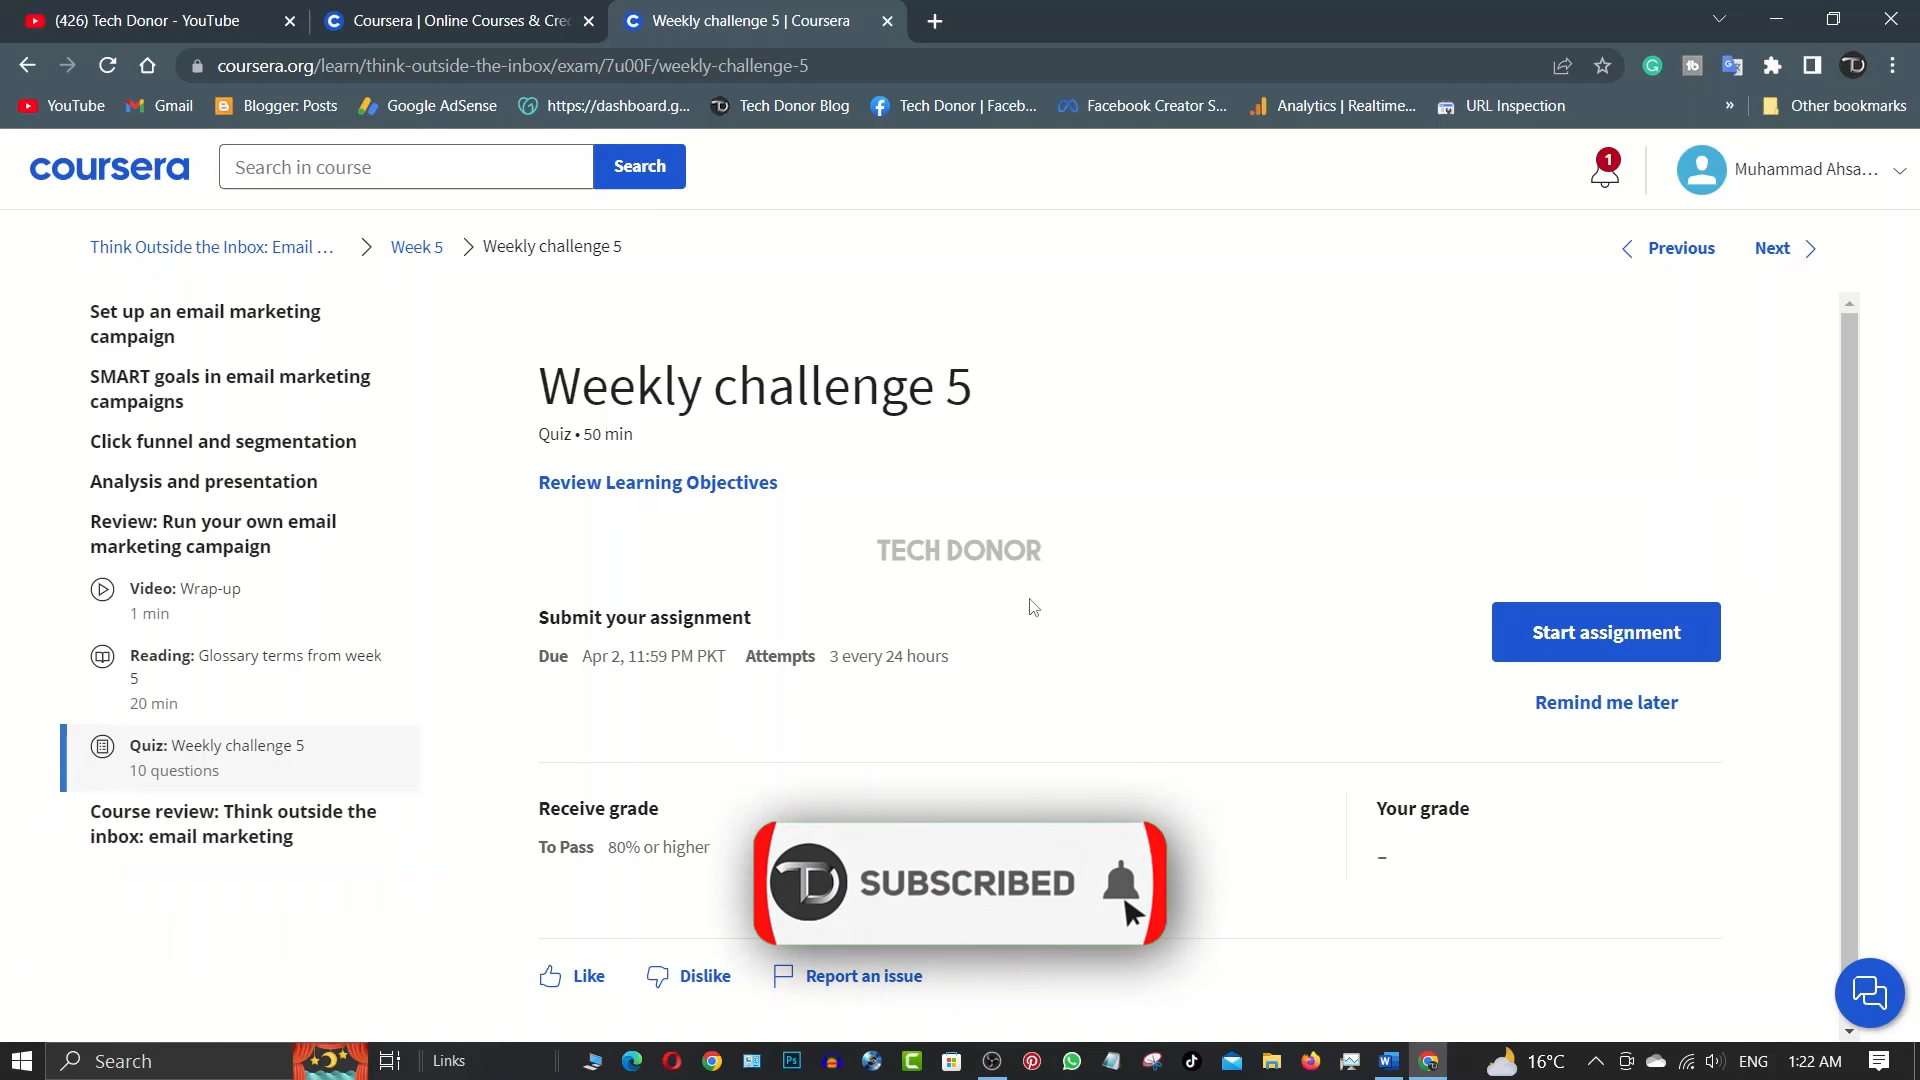 (426) Tech Donor - YouTube
Coursera | Online Courses & Cre
Weekly challenge 5 | Coursera
coursera.org/learn/think-outside-the-inbox/exam/7u00F/weekly-challenge-5
YouTube
Gmail
Blogger: Posts
Google AdSense
https://dashboard.g...
Tech Donor Blog
Tech Donor | Faceb...
Facebook Creator S...
Analytics | Realtime...
URL Inspection
»
Other bookmarks
coursera
Search in course
Search
1
Muhammad Ahsa...
Think Outside the Inbox: Email ...
Week 5
Weekly challenge 5
Previous
Next
Set up an email marketing
campaign
SMART goals in email marketing
campaigns
Click funnel and segmentation
Analysis and presentation
Review: Run your own email
marketing campaign
Video: Wrap-up
1 min
Reading: Glossary terms from week
5
20 min
Quiz: Weekly challenge 5
10 questions
Course review: Think outside the
inbox: email marketing
Weekly challenge 5
Quiz • 50 min
Review Learning Objectives
TECH DONOR
Submit your assignment
Due Apr 2, 11:59 PM PKT Attempts 3 every 24 hours
Start assignment
Remind me later
Receive grade
To Pass 80% or higher
Your grade
–
SUBSCRIBED
Like
Dislike
Report an issue
Search
Links
16°C
ENG
1:22 AM